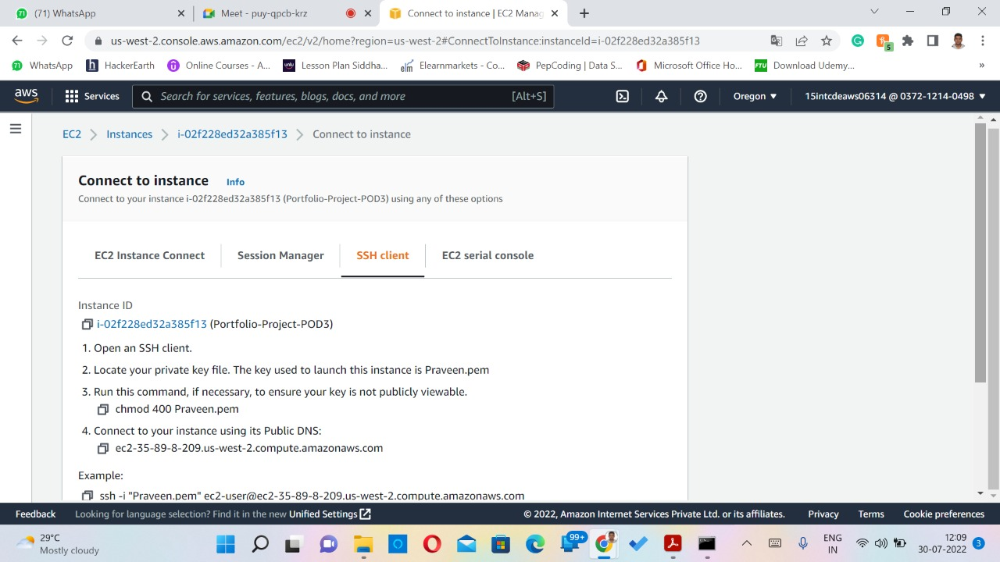 (71) WhatsApp
Meet - puy-qpcb-krz
Connect to instance | EC2 Manag
us-west-2.console.aws.amazon.com/ec2/v2/home?region=us-west-2#ConnectToInstance:instanceId=i-02f228ed32a385f13
5
WhatsApp
HackerEarth
Online Courses - A...
Lesson Plan Siddha...
Elearnmarkets - Co...
PepCoding | Data S...
Microsoft Office Ho...
FTU Download Udemy...
»
aws
Services
Search for services, features, blogs, docs, and more
[Alt+S]
Oregon
15intcdeaws06314 @ 0372-1214-0498
EC2 > Instances > i-02f228ed32a385f13 > Connect to instance
Connect to instance Info
Connect to your instance i-02f228ed32a385f13 (Portfolio-Project-POD3) using any of these options
EC2 Instance Connect
Session Manager
SSH client
EC2 serial console
Instance ID
i-02f228ed32a385f13 (Portfolio-Project-POD3)
1. Open an SSH client.
2. Locate your private key file. The key used to launch this instance is Praveen.pem
3. Run this command, if necessary, to ensure your key is not publicly viewable.
chmod 400 Praveen.pem
4. Connect to your instance using its Public DNS:
ec2-35-89-8-209.us-west-2.compute.amazonaws.com
Example:
ssh -i "Praveen.pem" ec2-user@ec2-35-89-8-209.us-west-2.compute.amazonaws.com
Feedback
Looking for language selection? Find it in the new Unified Settings
© 2022, Amazon Internet Services Private Ltd. or its affiliates.
Privacy
Terms
Cookie preferences
29°C
Mostly cloudy
99+
ENG
IN
12:09
30-07-2022
3